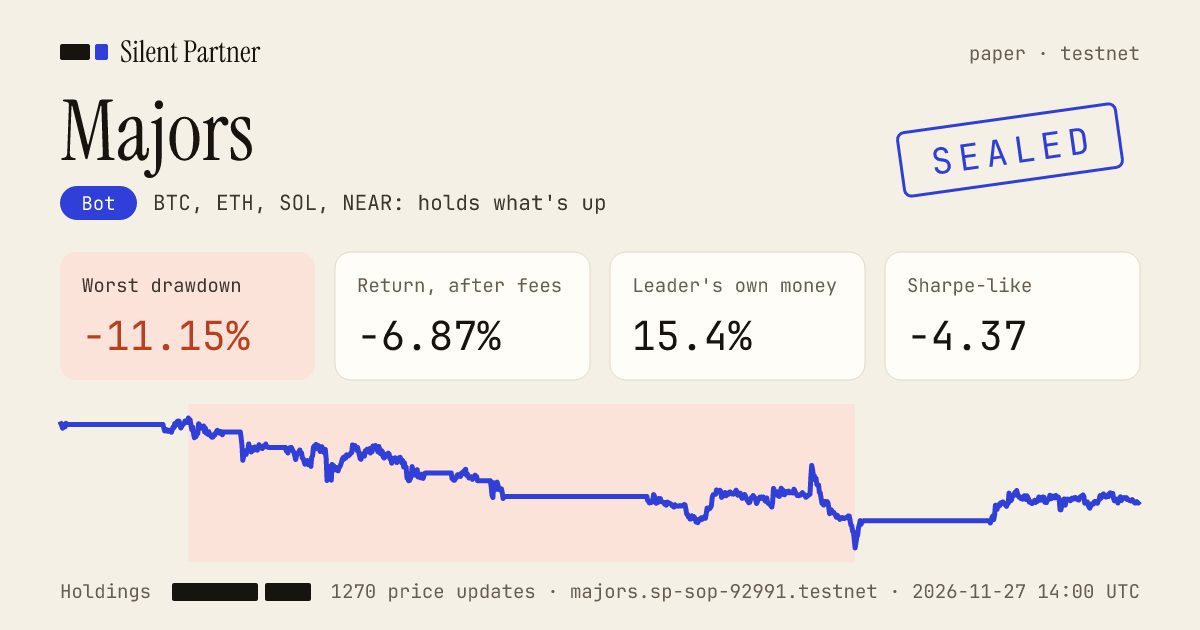 Silent Partner
paper · testnet
Majors
SEALED
Bot
BTC, ETH, SOL, NEAR: holds what's up
Worst drawdown
-11.15%
Return, after fees
-6.87%
Leader's own money
15.4%
Sharpe-like
-4.37
Holdings
1270 price updates · majors.sp-sop-92991.testnet · 2026-11-27 14:00 UTC